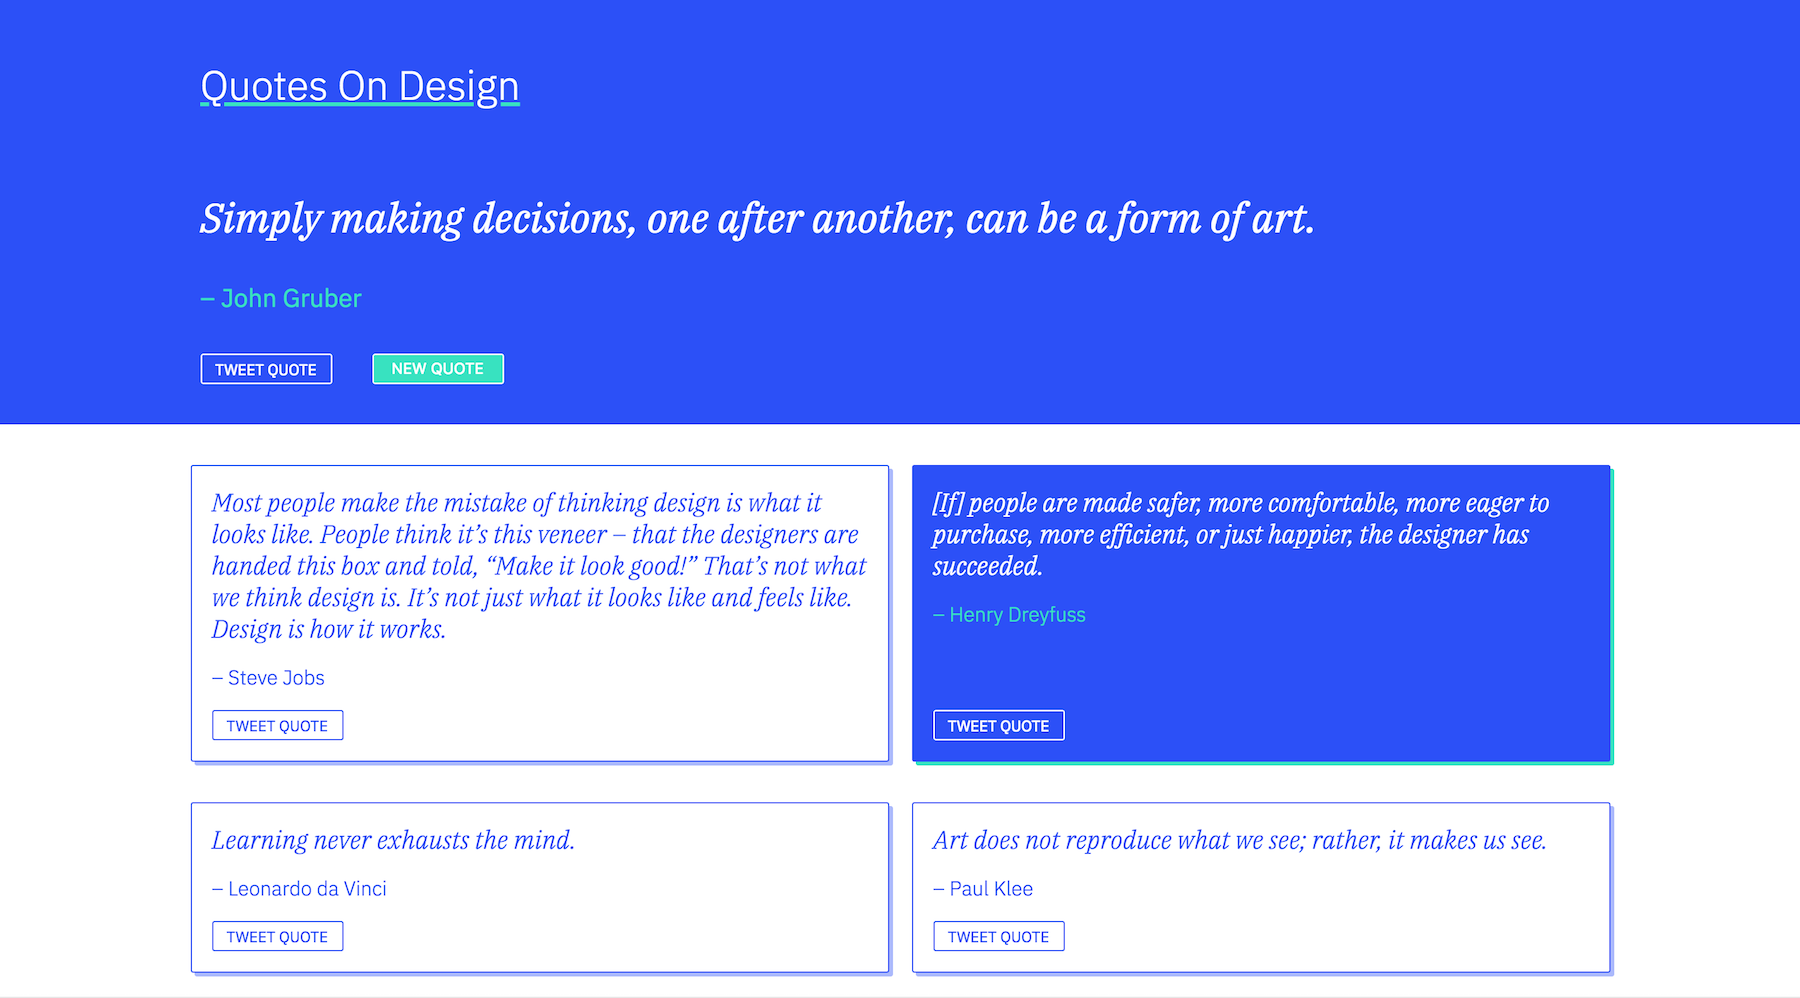 Quotes On Design
Simply making decisions, one after another, can be a form of art.
– John Gruber
TWEET QUOTE
NEW QUOTE
Most people make the mistake of thinking design is what it
looks like. People think it’s this veneer – that the designers are
handed this box and told, “Make it look good!” That’s not what
we think design is. It’s not just what it looks like and feels like.
Design is how it works.
– Steve Jobs
TWEET QUOTE
[If] people are made safer, more comfortable, more eager to
purchase, more efficient, or just happier, the designer has
succeeded.
– Henry Dreyfuss
TWEET QUOTE
Learning never exhausts the mind.
– Leonardo da Vinci
TWEET QUOTE
Art does not reproduce what we see; rather, it makes us see.
– Paul Klee
TWEET QUOTE